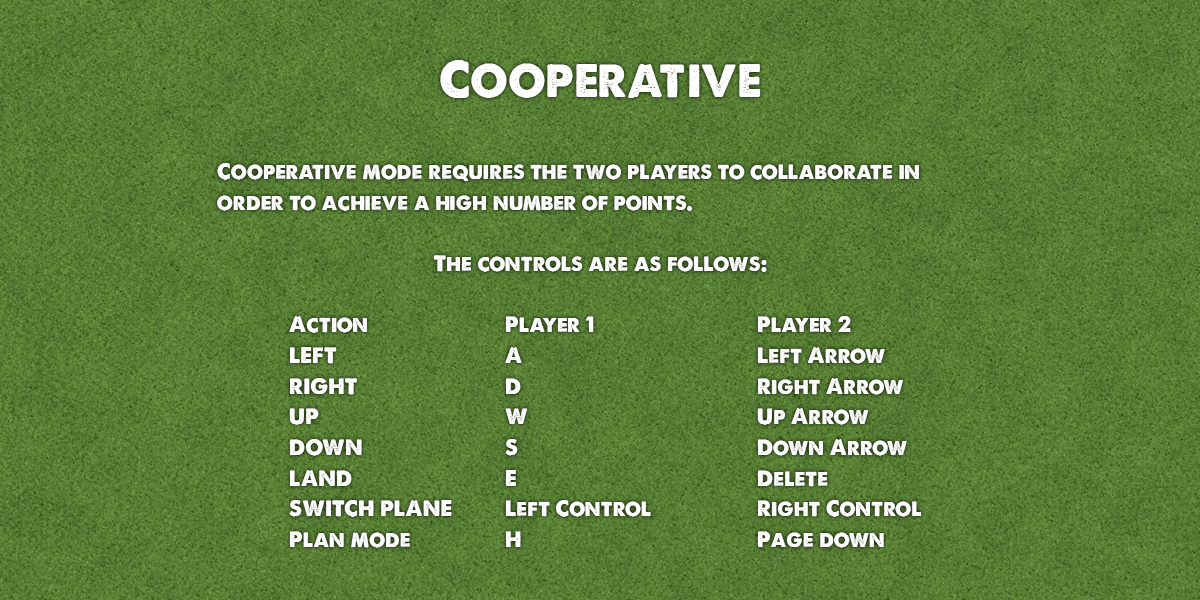 Cooperative
Cooperative mode requires the two players to collaborate in
order to achieve a high number of points.
The controls are as follows:
Action Player 1 Player 2
left A Left Arrow
right D Right Arrow
up W Up Arrow
down S Down Arrow
land E Delete
switch plane Left Control Right Control
Plan mode H Page down